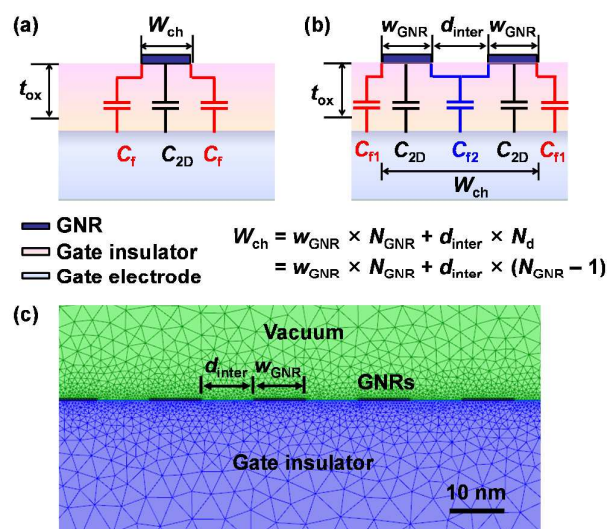 (a)
W_ch
t_ox
C_f C_2D C_f
(b)
w_GNR d_inter w_GNR
t_ox
C_f1 C_2D C_f2 C_2D C_f1
W_ch
GNR
Gate insulator
Gate electrode
W_ch = w_GNR × N_GNR + d_inter × N_d
= w_GNR × N_GNR + d_inter × (N_GNR – 1)
(c)
Vacuum
d_inter w_GNR
GNRs
Gate insulator
10 nm